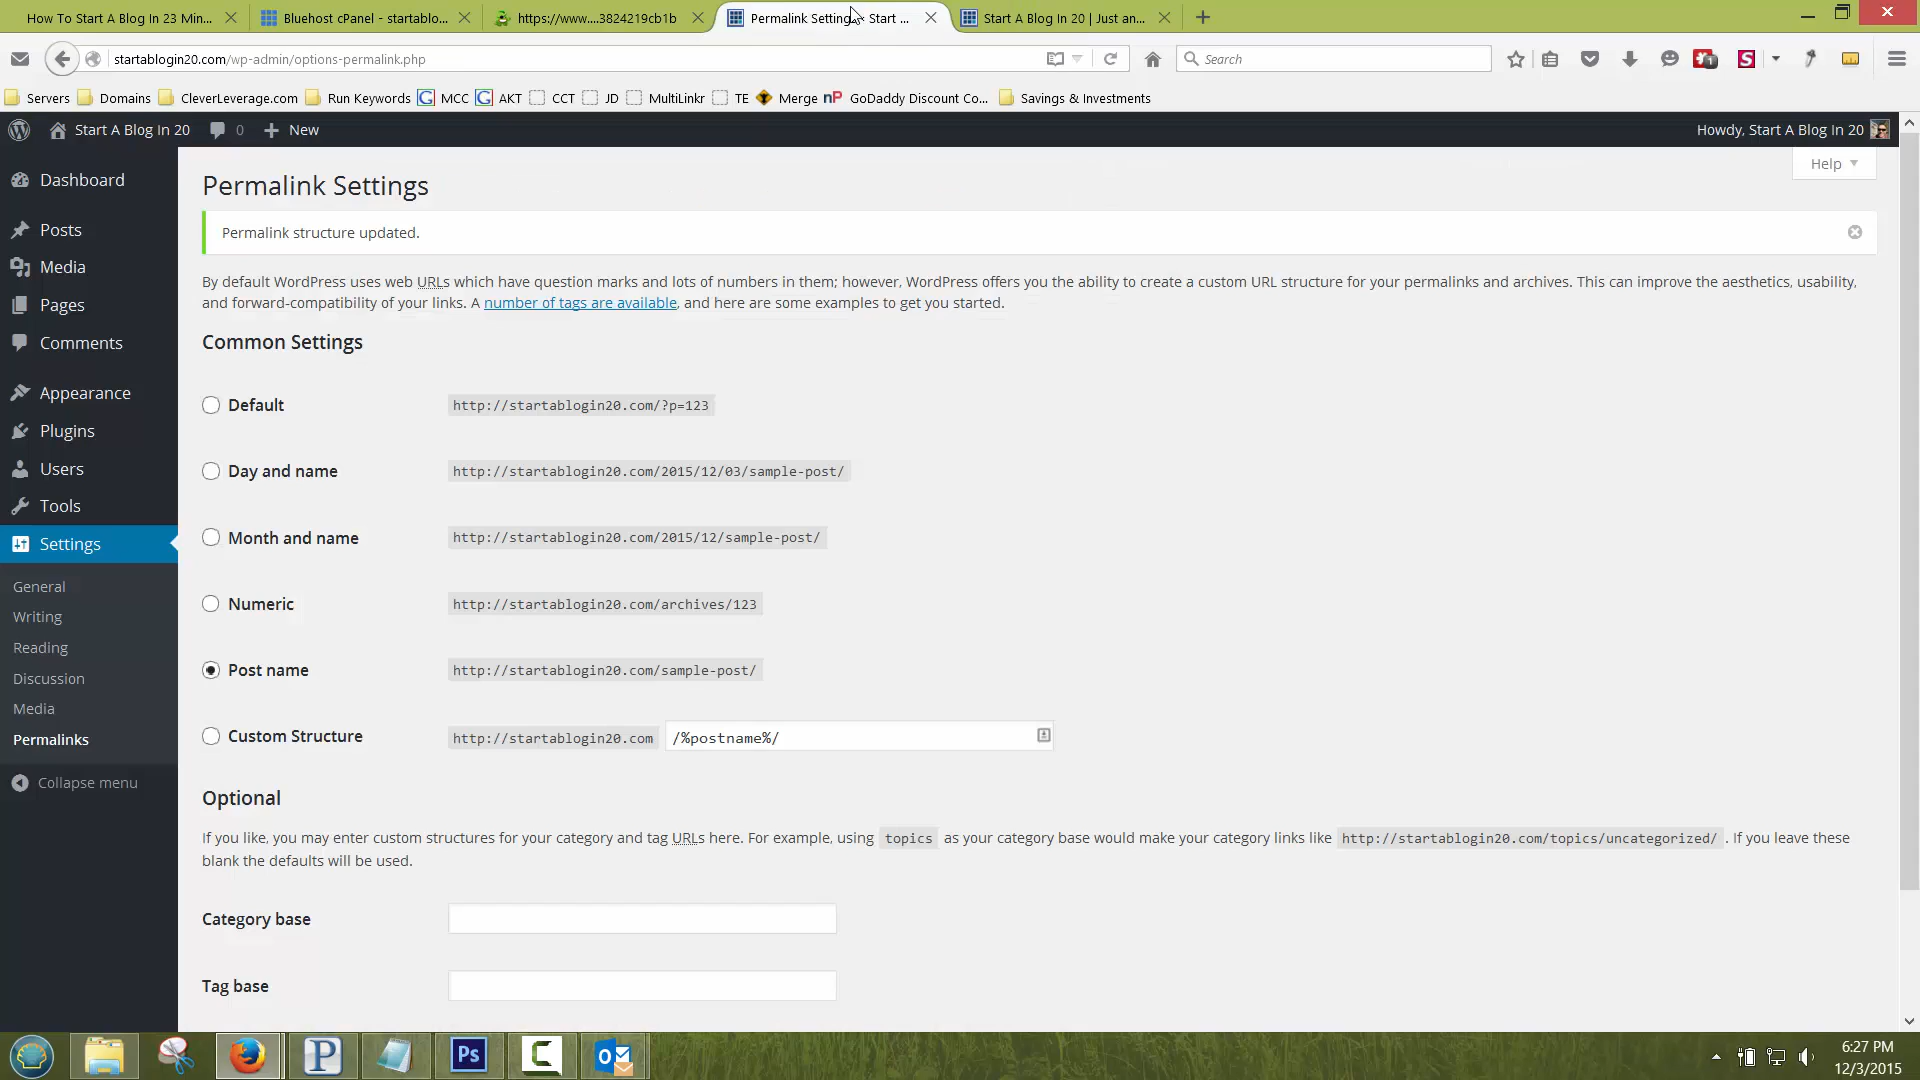 How To Start A Blog In 23 Min...
Bluehost cPanel - startablo...
https://www....3824219cb1b
Permalink Settings ‹ Start ...
Start A Blog In 20 | Just an...
startablogin20.com/wp-admin/options-permalink.php
Search
Servers
Domains
CleverLeverage.com
Run Keywords
MCC
AKT
CCT
JD
MultiLinkr
TE
Merge
GoDaddy Discount Co...
Savings & Investments
Start A Blog In 20
0
New
Howdy, Start A Blog In 20
Help
Dashboard
Posts
Media
Pages
Comments
Appearance
Plugins
Users
Tools
Settings
General
Writing
Reading
Discussion
Media
Permalinks
Collapse menu
Permalink Settings
Permalink structure updated.
By default WordPress uses web URLs which have question marks and lots of numbers in them; however, WordPress offers you the ability to create a custom URL structure for your permalinks and archives. This can improve the aesthetics, usability,
and forward-compatibility of your links. A number of tags are available, and here are some examples to get you started.
Common Settings
Default http://startablogin20.com/?p=123
Day and name http://startablogin20.com/2015/12/03/sample-post/
Month and name http://startablogin20.com/2015/12/sample-post/
Numeric http://startablogin20.com/archives/123
Post name http://startablogin20.com/sample-post/
Custom Structure http://startablogin20.com /%postname%/
Optional
If you like, you may enter custom structures for your category and tag URLs here. For example, using topics as your category base would make your category links like http://startablogin20.com/topics/uncategorized/ . If you leave these
blank the defaults will be used.
Category base
Tag base
6:27 PM
12/3/2015